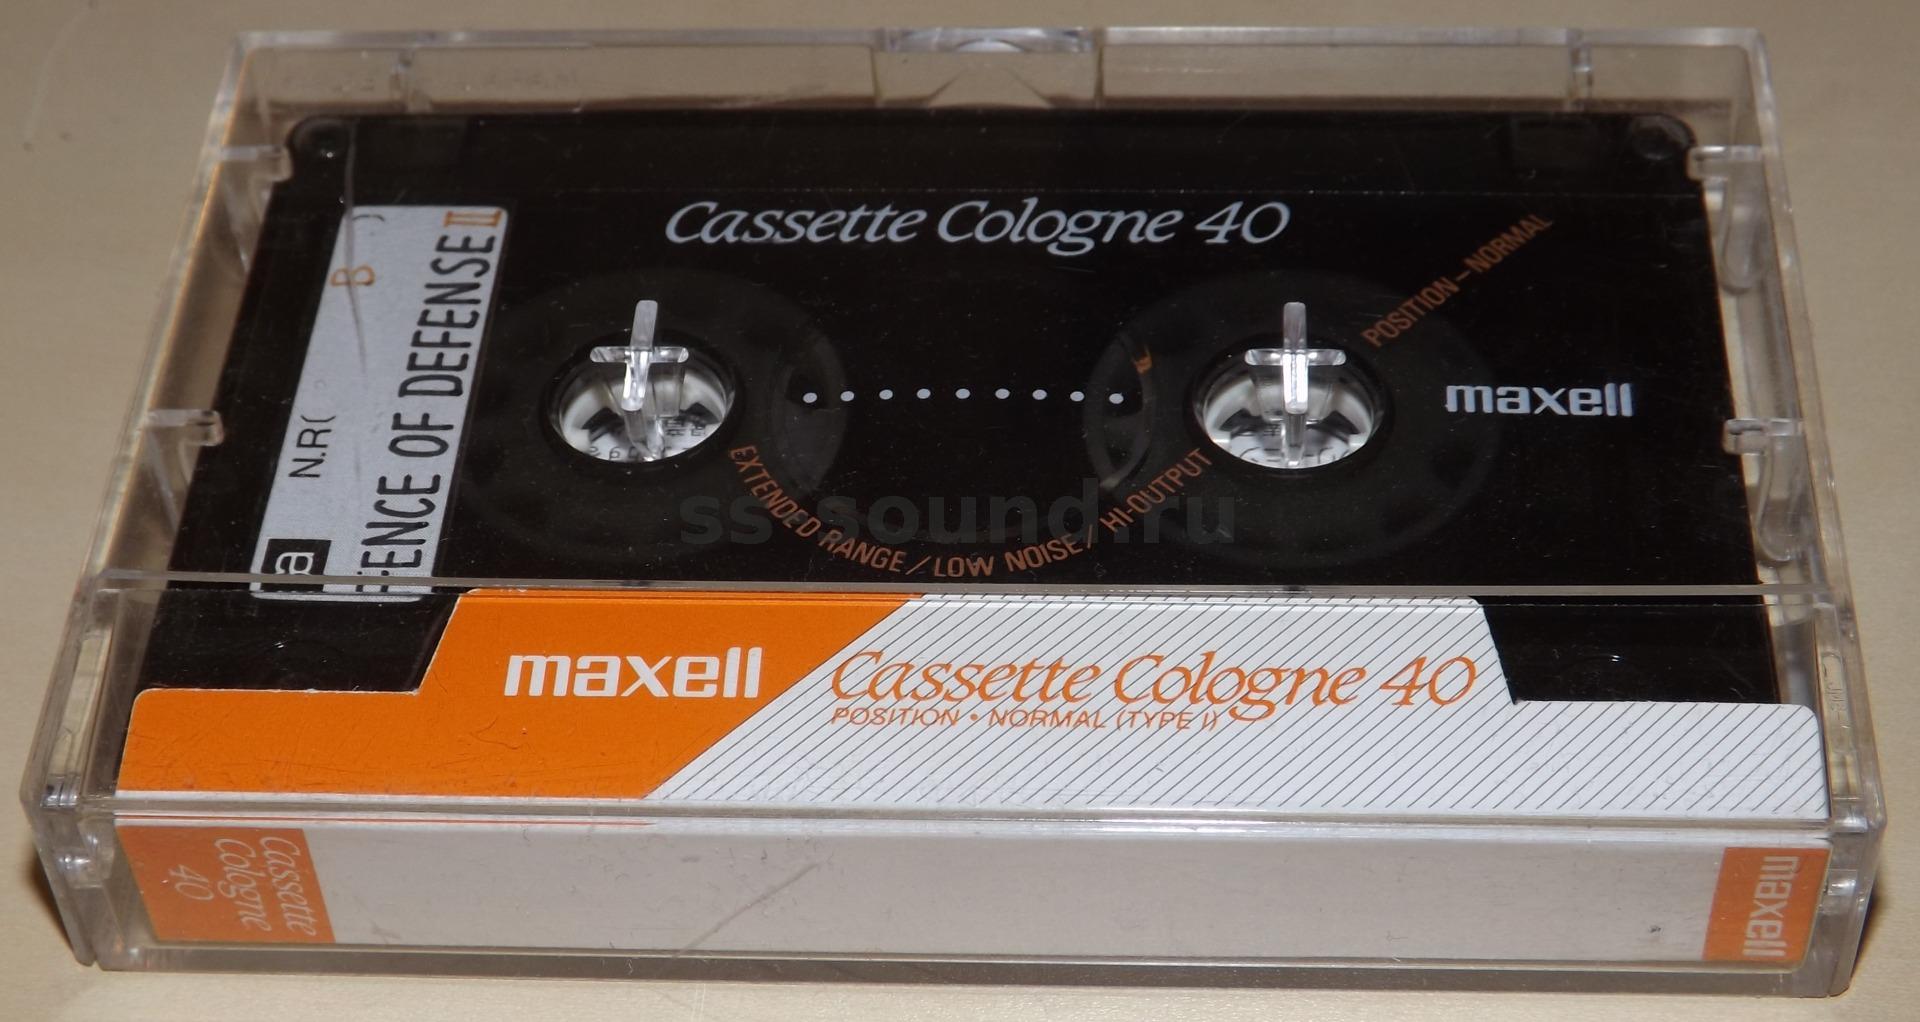 Cassette Cologne 40
POSITION – NORMAL
maxell
EXTENDED RANGE / LOW NOISE / HI-OUTPUT
II
B
OF DEFENSE
N.R(
a
ss-sound.ru
maxell
Cassette Cologne 40
POSITION • NORMAL (TYPE I)
Cassette
Cologne
40
maxell